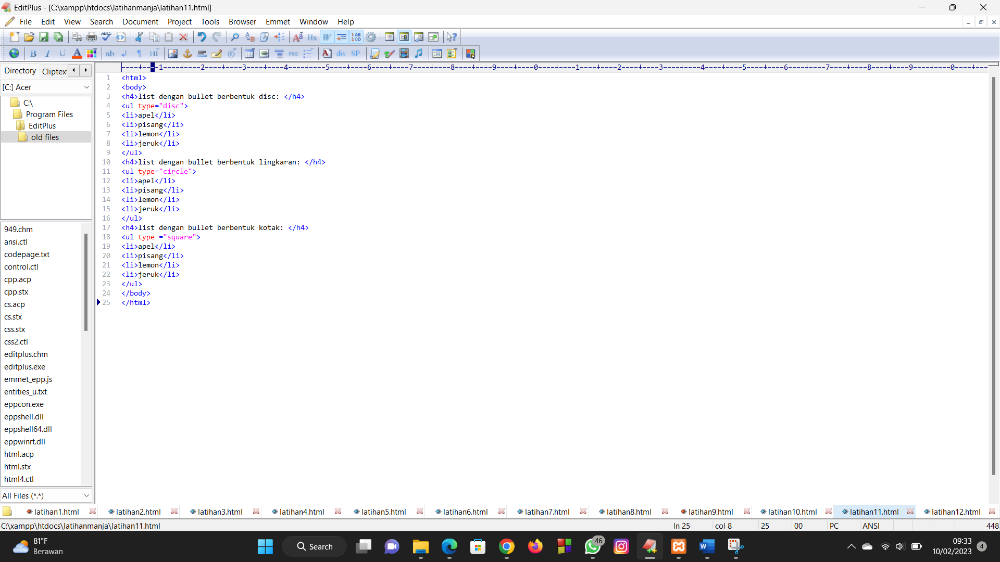 EditPlus - [C:\xampp\htdocs\latihanmanja\latihan11.html]
File Edit View Search Document Project Tools Browser Emmet Window Help
Directory Cliptext
[C:] Acer
C:\
Program Files
EditPlus
old files
1 <html>
2 <body>
3 <h4>list dengan bullet berbentuk disc: </h4>
4 <ul type="disc">
5 <li>apel</li>
6 <li>pisang</li>
7 <li>lemon</li>
8 <li>jeruk</li>
9 </ul>
10 <h4>list dengan bullet berbentuk lingkaran: </h4>
11 <ul type="circle">
12 <li>apel</li>
13 <li>pisang</li>
14 <li>lemon</li>
15 <li>jeruk</li>
16 </ul>
17 <h4>list dengan bullet berbentuk kotak: </h4>
18 <ul type ="square">
19 <li>apel</li>
20 <li>pisang</li>
21 <li>lemon</li>
22 <li>jeruk</li>
23 </ul>
24 </body>
25 </html>
949.chm
ansi.ctl
codepage.txt
control.ctl
cpp.acp
cpp.stx
cs.acp
cs.stx
css.stx
css2.ctl
editplus.chm
editplus.exe
emmet_epp.js
entities_u.txt
eppcon.exe
eppshell.dll
eppshell64.dll
eppwinrt.dll
html.acp
html.stx
html4.ctl
All Files (*.*)
latihan1.html latihan2.html latihan3.html latihan4.html latihan5.html latihan6.html latihan7.html latihan8.html latihan9.html latihan10.html latihan11.html latihan12.html
C:\xampp\htdocs\latihanmanja\latihan11.html ln 25 col 8 25 00 PC ANSI 448
81°F
Berawan
Search
46
09:33
10/02/2023
4